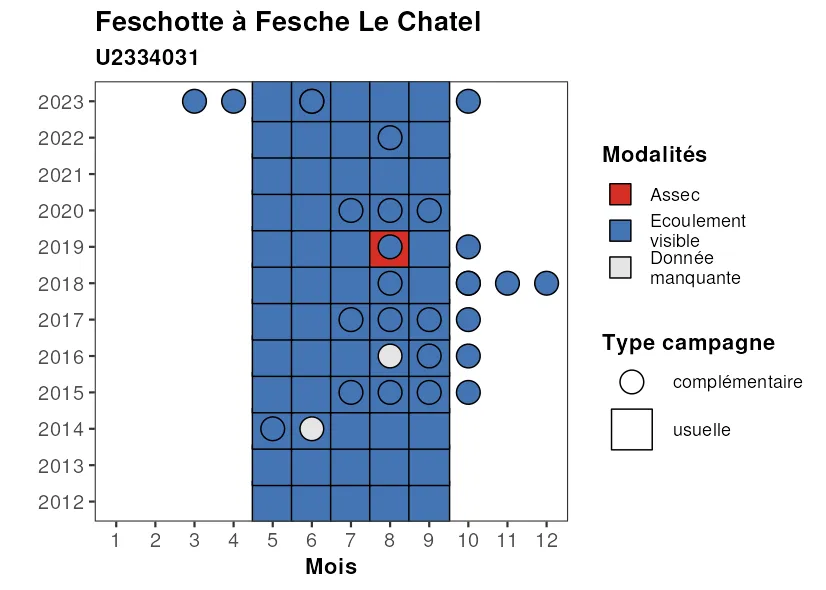 Feschotte à Fesche Le Chatel
U2334031
2023
2022
2021
2020
2019
2018
2017
2016
2015
2014
2013
2012
1 2 3 4 5 6 7 8 9 10 11 12
Mois
Modalités
Assec
Ecoulement
visible
Donnée
manquante
Type campagne
complémentaire
usuelle